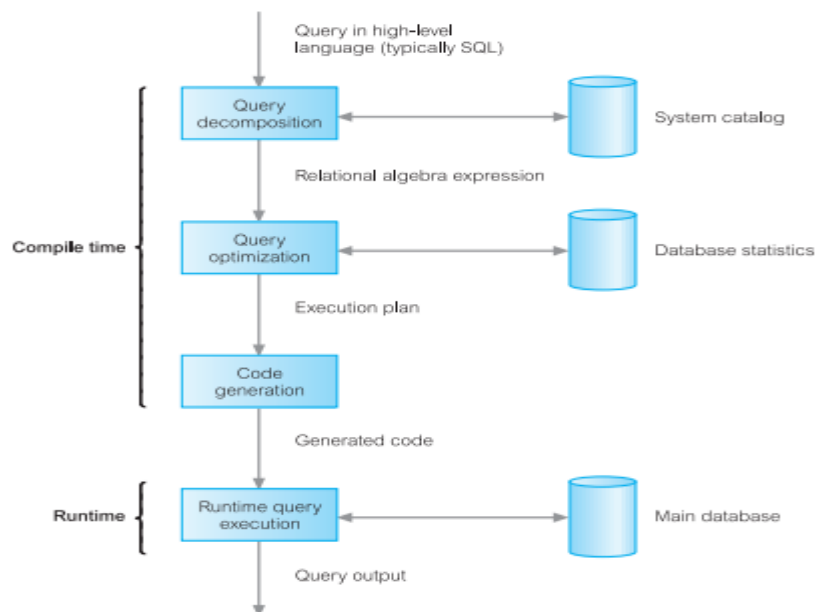 Query in high-level
language (typically SQL)
Query
decomposition
System catalog
Relational algebra expression
Compile time
Query
optimization
Database statistics
Execution plan
Code
generation
Generated code
Runtime
Runtime query
execution
Main database
Query output